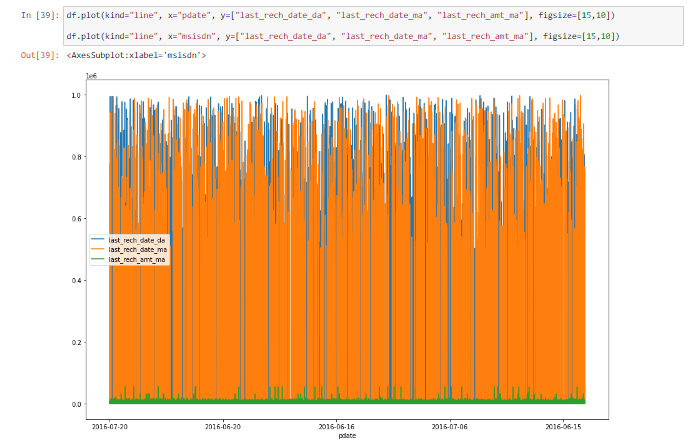 In [39]: df.plot(kind="line", x="pdate", y=["last_rech_date_da", "last_rech_date_ma", "last_rech_amt_ma"], figsize=[15,10])
df.plot(kind="line", x="msisdn", y=["last_rech_date_da", "last_rech_date_ma", "last_rech_amt_ma"], figsize=[15,10])
Out[39]: <AxesSubplot:xlabel='msisdn'>
1e6
1.0
0.8
0.6
last_rech_date_da
last_rech_date_ma
last_rech_amt_ma
0.4
0.2
0.0
2016-07-20 2016-06-20 2016-06-16 2016-07-06 2016-06-15
pdate